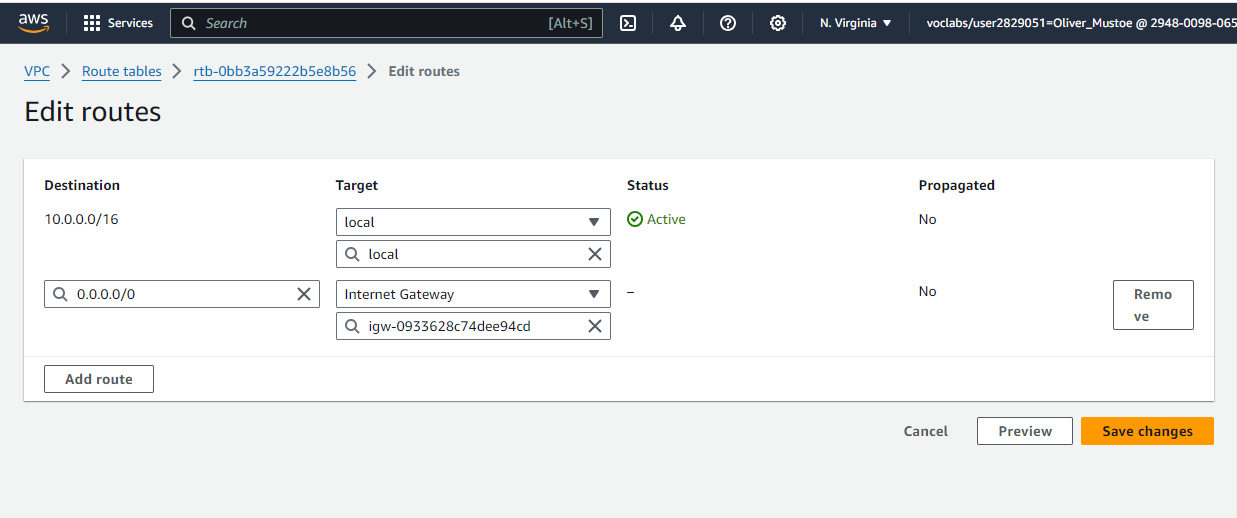 aws
Services
Search
[Alt+S]
N. Virginia
voclabs/user2829051=Oliver_Mustoe @ 2948-0098-065
VPC > Route tables > rtb-0bb3a59222b5e8b56 > Edit routes
Edit routes
Destination Target Status Propagated
10.0.0.0/16 local Active No
local
0.0.0.0/0 Internet Gateway – No Remo
ve
igw-0933628c74dee94cd
Add route
Cancel Preview Save changes